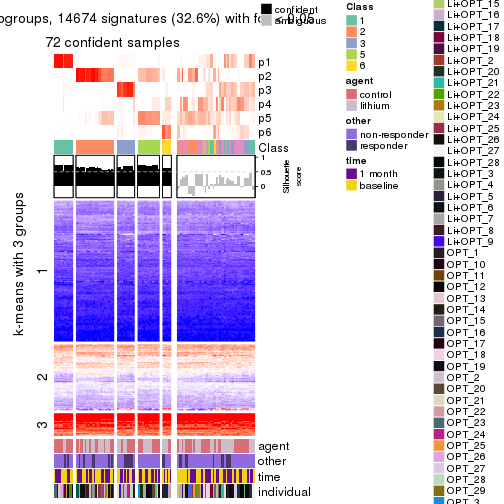 ogroups, 14674 signatures (32.6%) with
confident
ambiguous
72 confident samples
p1
p2
p3
p4
p5
p6
Class
1
0.5
0
Silhouette
score
k-means with 3 groups
1
2
3
agent
other
time
individual
Class
1
2
3
5
6
agent
control
lithium
other
non-responder
responder
time
1 month
baseline
Li+OPT_15
Li+OPT_16
Li+OPT_17
Li+OPT_18
Li+OPT_19
Li+OPT_2
Li+OPT_20
Li+OPT_21
Li+OPT_22
Li+OPT_23
Li+OPT_24
Li+OPT_25
Li+OPT_26
Li+OPT_27
Li+OPT_28
Li+OPT_3
Li+OPT_4
Li+OPT_5
Li+OPT_6
Li+OPT_7
Li+OPT_8
Li+OPT_9
OPT_1
OPT_10
OPT_11
OPT_12
OPT_13
OPT_14
OPT_15
OPT_16
OPT_17
OPT_18
OPT_19
OPT_2
OPT_20
OPT_21
OPT_22
OPT_23
OPT_24
OPT_25
OPT_26
OPT_27
OPT_28
OPT_29
OPT_3